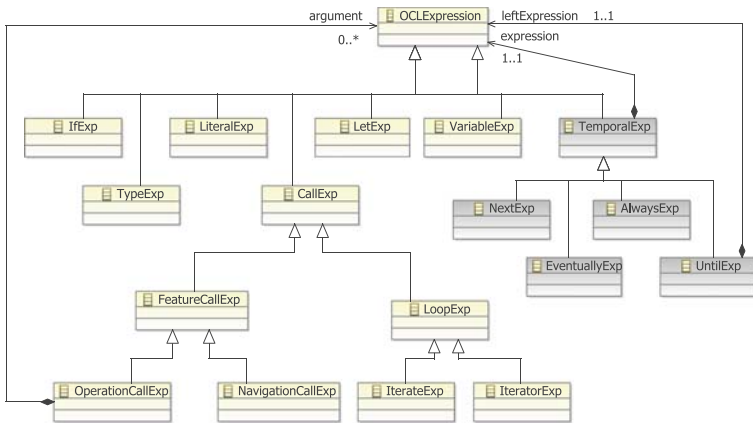 argument
OCLExpression
leftExpression
1..1
0..*
expression
1..1
IfExp
LiteralExp
LetExp
VariableExp
TemporalExp
TypeExp
CallExp
NextExp
AlwaysExp
EventuallyExp
UntilExp
FeatureCallExp
LoopExp
OperationCallExp
NavigationCallExp
IterateExp
IteratorExp